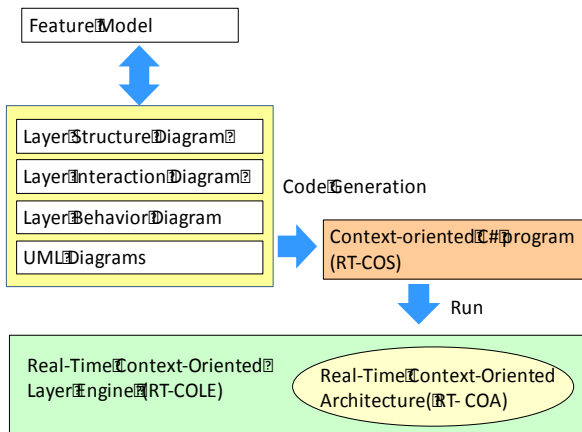 Feature Model
Layer Structure Diagram
Layer Interaction Diagram
Layer Behavior Diagram
UML Diagrams
Code Generation
Context-oriented C# program
(RT-COS)
Run
Real-Time Context-Oriented
Layer Engine (RT-COLE)
Real-Time Context-Oriented
Architecture( RT- COA)